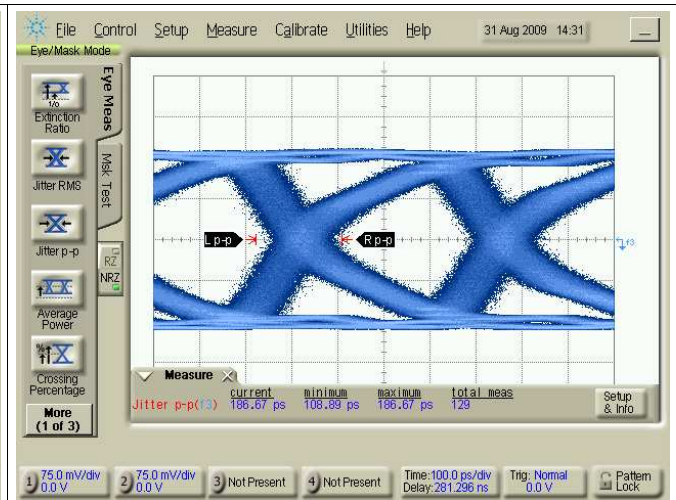 File Control Setup Measure Calibrate Utilities Help 31 Aug 2009 14:31
Eye/Mask Mode
Eye Meas
Msk Test
1/0
Extinction
Ratio
Jitter RMS
Jitter p-p
RZ
NRZ
Average
Power
%
Crossing
Percentage
More
(1 of 3)
L p-p
R p-p
f3
Measure
current minimum maximum total meas
Jitter p-p(f3) 186.67 ps 108.89 ps 186.67 ps 129
Setup
& Info
1) 75.0 mV/div
0.0 V
2) 75.0 mV/div
0.0 V
3) Not Present
4) Not Present
Time:100.0 ps/div
Delay:281.296 ns
Trig: Normal
0.0 V
Pattern
Lock